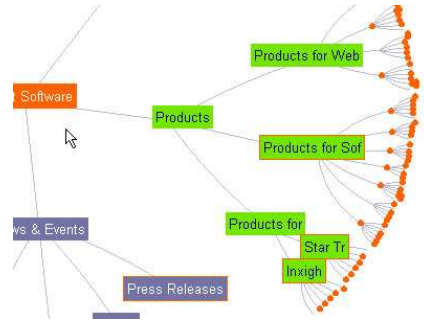 Products for Web
Software
Products
Products for Sof
Products for
ws & Events
Star Tr
Inxigh
Press Releases